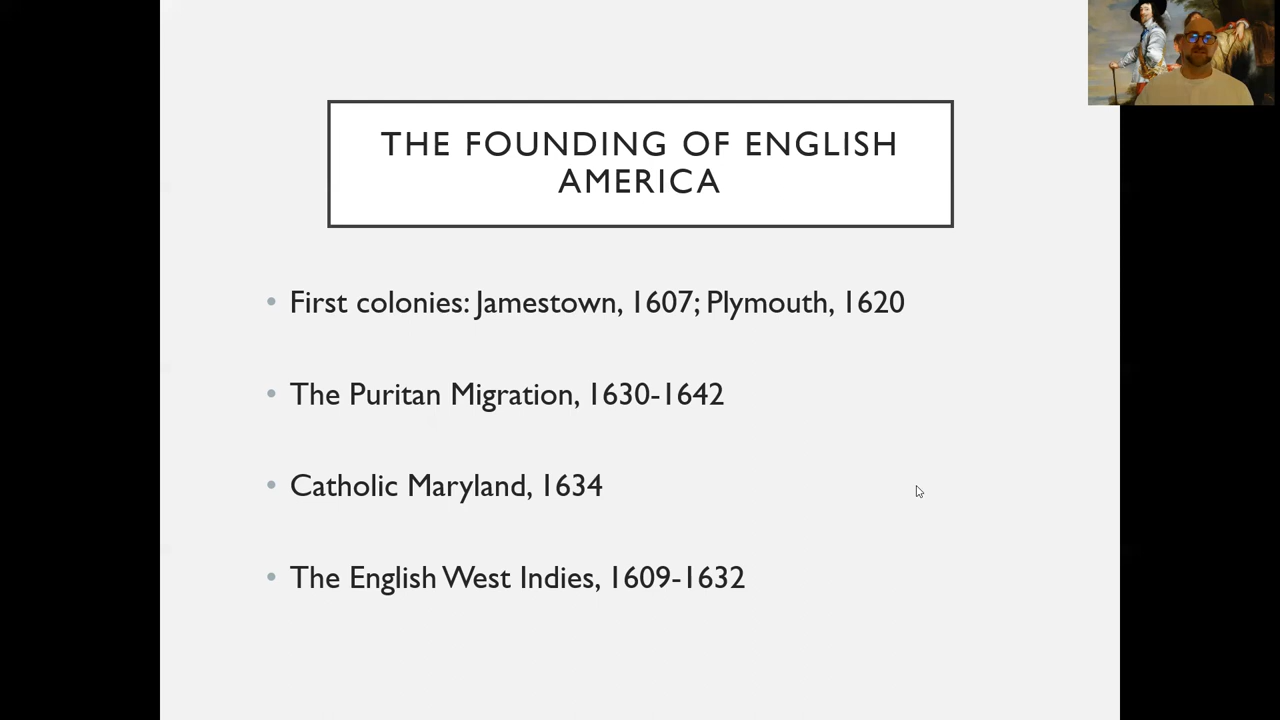 THE FOUNDING OF ENGLISH
AMERICA
• First colonies: Jamestown, 1607; Plymouth, 1620
• The Puritan Migration, 1630-1642
• Catholic Maryland, 1634
• The English West Indies, 1609-1632